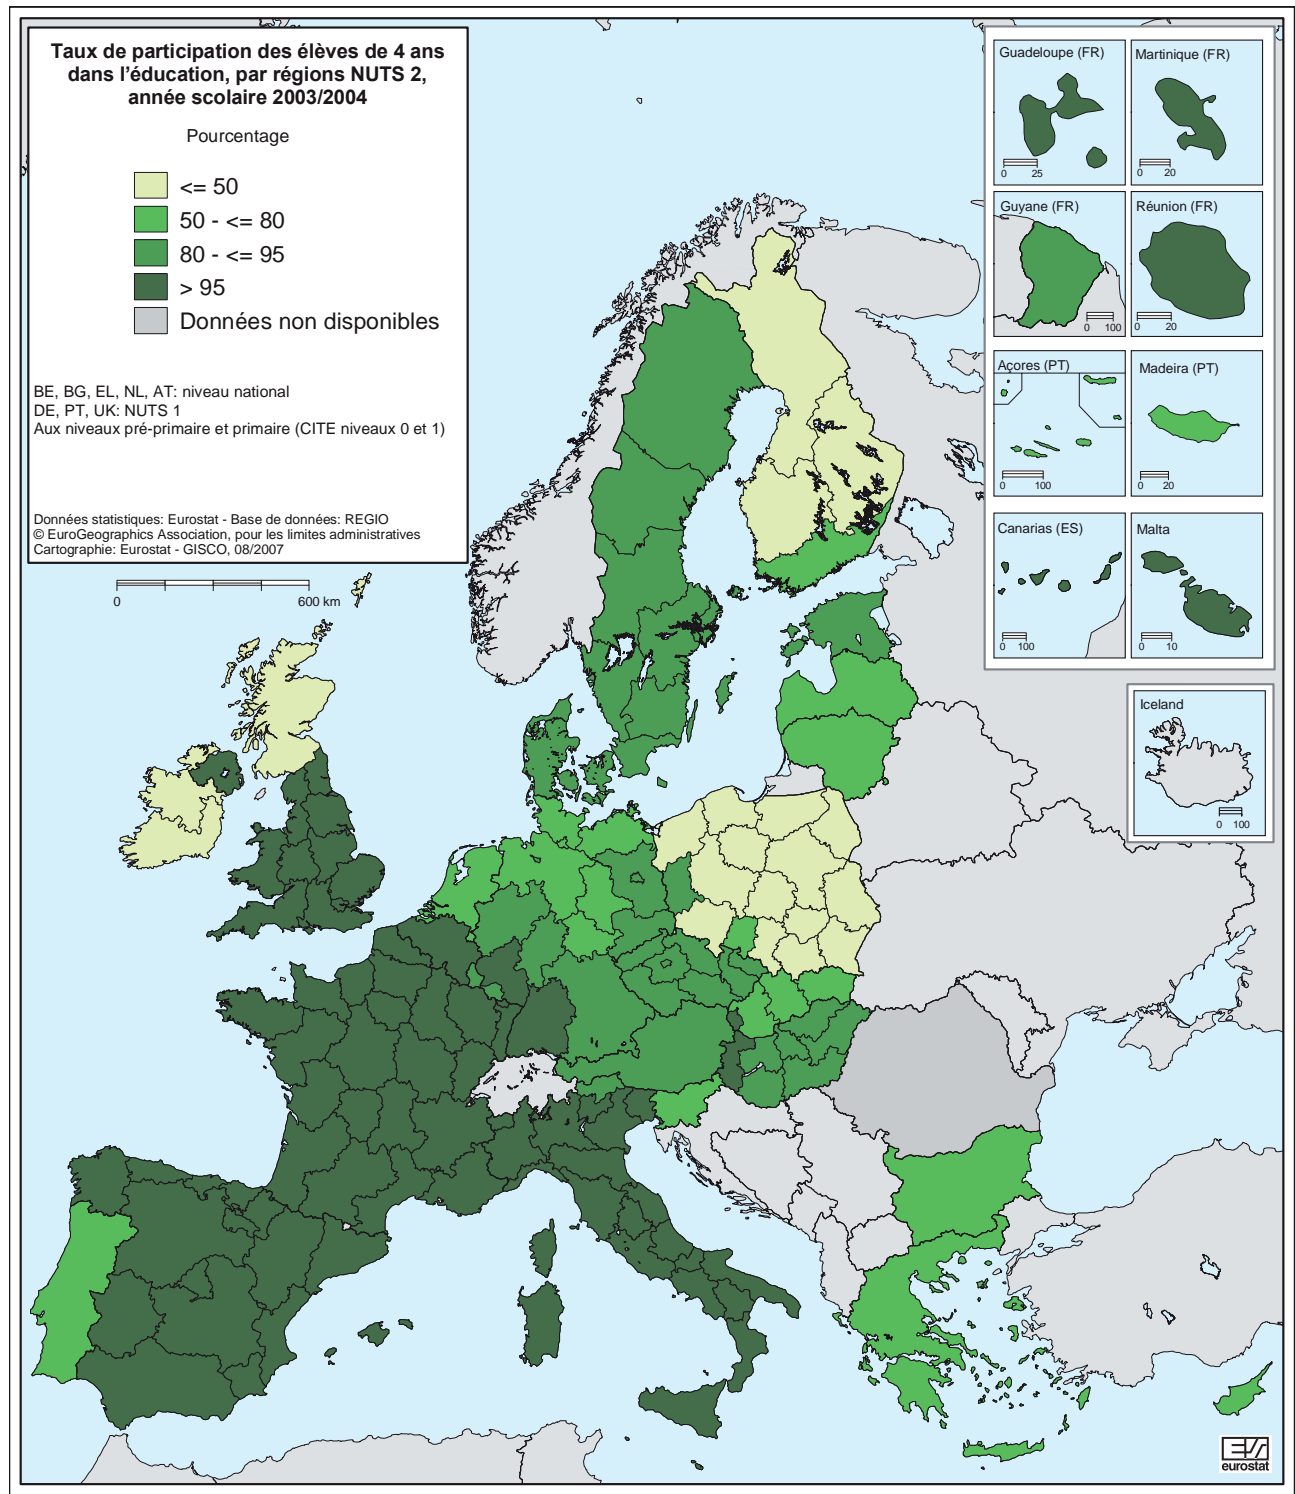 Taux de participation des élèves de 4 ans
dans l'éducation, par régions NUTS 2,
année scolaire 2003/2004
Pourcentage
<= 50
50 - <= 80
80 - <= 95
> 95
Données non disponibles
BE, BG, EL, NL, AT: niveau national
DE, PT, UK: NUTS 1
Aux niveaux pré-primaire et primaire (CITE niveaux 0 et 1)
Données statistiques: Eurostat - Base de données: REGIO
© EuroGeographics Association, pour les limites administratives
Cartographie: Eurostat - GISCO, 08/2007
0 600 km
Guadeloupe (FR)
0 25
Martinique (FR)
0 20
Guyane (FR)
0 100
Réunion (FR)
0 20
Açores (PT)
0 100
Madeira (PT)
0 20
Canarias (ES)
0 100
Malta
0 10
Iceland
0 100
eurostat